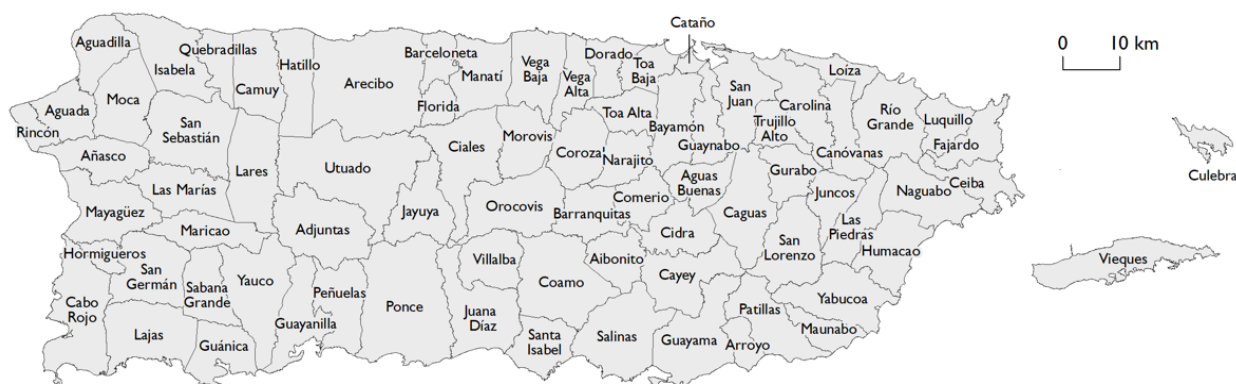 Cataño
Aguadilla
Quebradillas
Isabela
Hatillo
Camuy
Arecibo
Barceloneta
Manatí
Florida
Vega
Baja
Vega
Alta
Dorado
Toa
Baja
0 10 km
Loíza
San
Juan
Carolina
Río
Grande
Luquillo
Fajardo
Moca
Aguada
Rincón
San
Sebastián
Añasco
Toa Alta
Bayamón
Trujillo
Alto
Guaynabo
Canóvanas
Ciales
Morovis
Coroza
Narajito
Utuado
Lares
Las Marías
Mayagüez
Maricao
Aguas
Buenas
Gurabo
Juncos
Naguabo
Ceiba
Culebra
Adjuntas
Jayuya
Orocovis
Barranquitas
Comerío
Cidra
Caguas
Las
Piedras
Humacao
San
Lorenzo
Hormigueros
San
Germán
Sabana
Grande
Yauco
Cabo
Rojo
Lajas
Guánica
Guayanilla
Peñuelas
Ponce
Villalba
Juana
Díaz
Coamo
Aibonito
Cayey
Santa
Isabel
Salinas
Guayama
Arroyo
Patillas
Yabucoa
Maunabo
Vieques